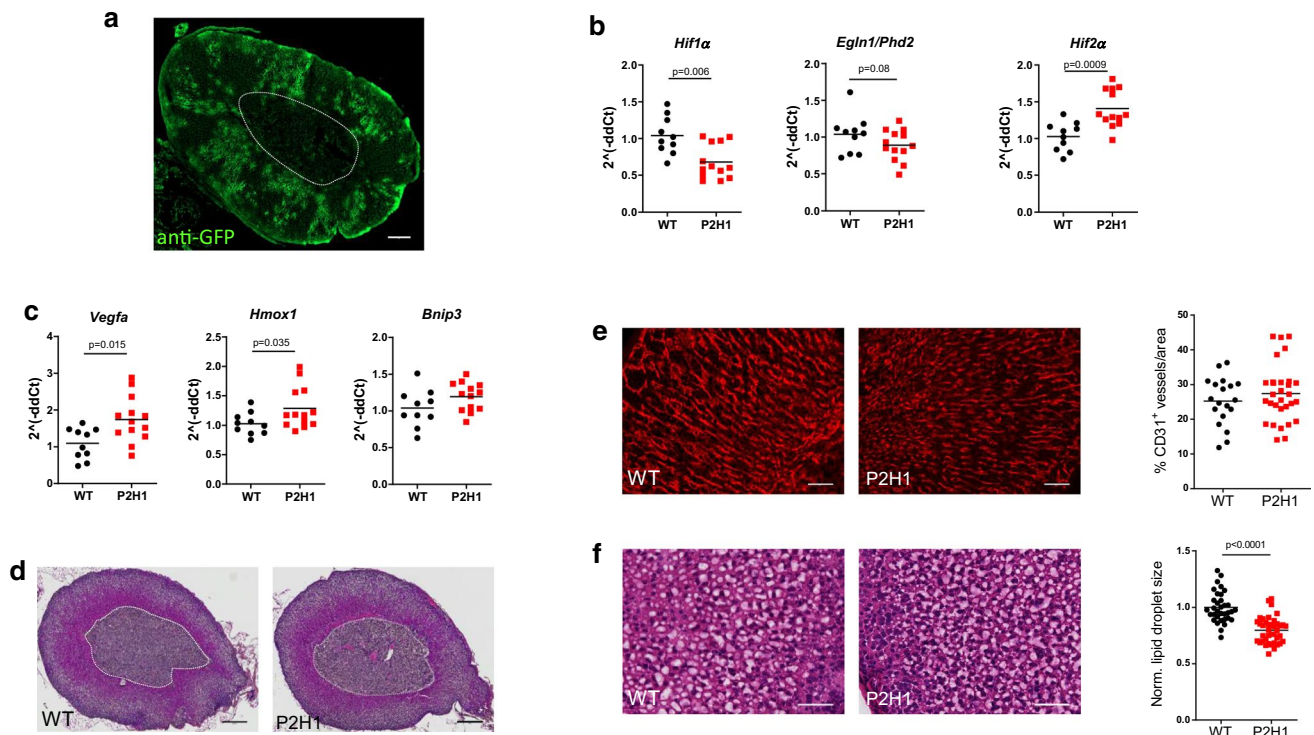 a
anti-GFP
b
Hif1α
2^(-ddCt)
2.0
1.5
1.0
0.5
0.0
p=0.006
WT P2H1
Egln1/Phd2
2^(-ddCt)
2.0
1.5
1.0
0.5
0.0
p=0.08
WT P2H1
Hif2α
2^(-ddCt)
2.0
1.5
1.0
0.5
0.0
p=0.0009
WT P2H1
c
Vegfa
2^(-ddCt)
4
3
2
1
0
p=0.015
WT P2H1
Hmox1
2^(-ddCt)
2.5
2.0
1.5
1.0
0.5
0.0
p=0.035
WT P2H1
Bnip3
2^(-ddCt)
2.0
1.5
1.0
0.5
0.0
WT P2H1
d
WT
P2H1
e
WT
P2H1
% CD31+ vessels/area
50
40
30
20
10
0
WT P2H1
f
WT
P2H1
Norm. lipid droplet size
1.5
1.0
0.5
0.0
p<0.0001
WT P2H1